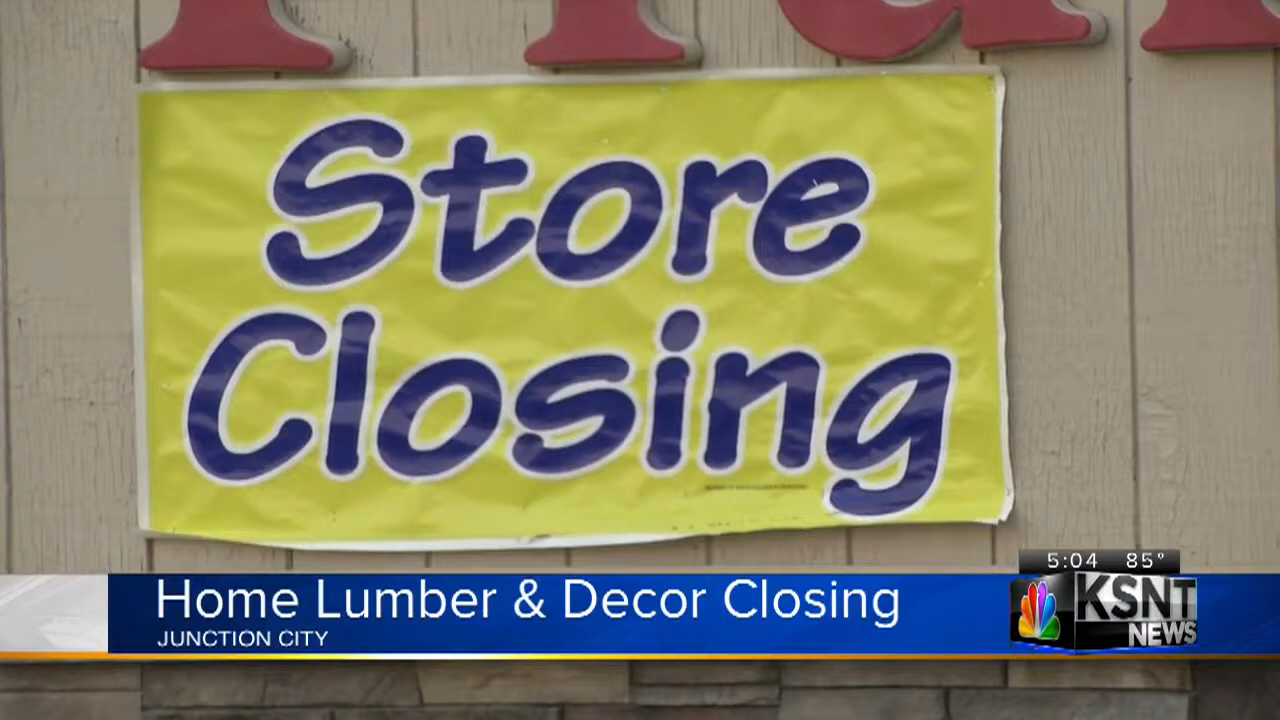 Store
Closing
Home Lumber & Decor Closing
JUNCTION CITY
5:04 85°
KSNT
NEWS